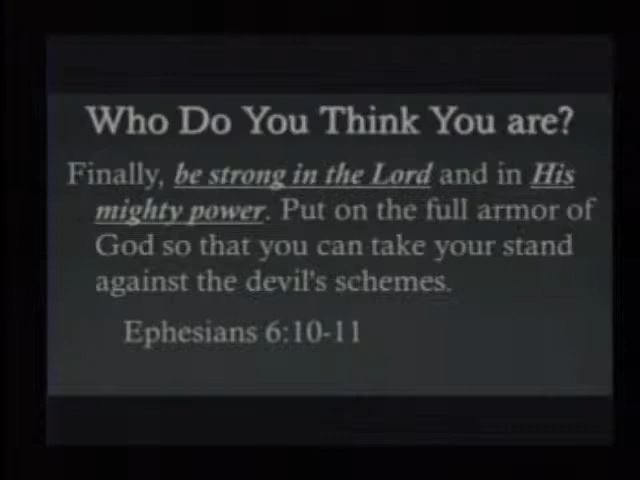 Who Do You Think You are?
Finally, be strong in the Lord and in His
mighty power. Put on the full armor of
God so that you can take your stand
against the devil's schemes.
Ephesians 6:10-11